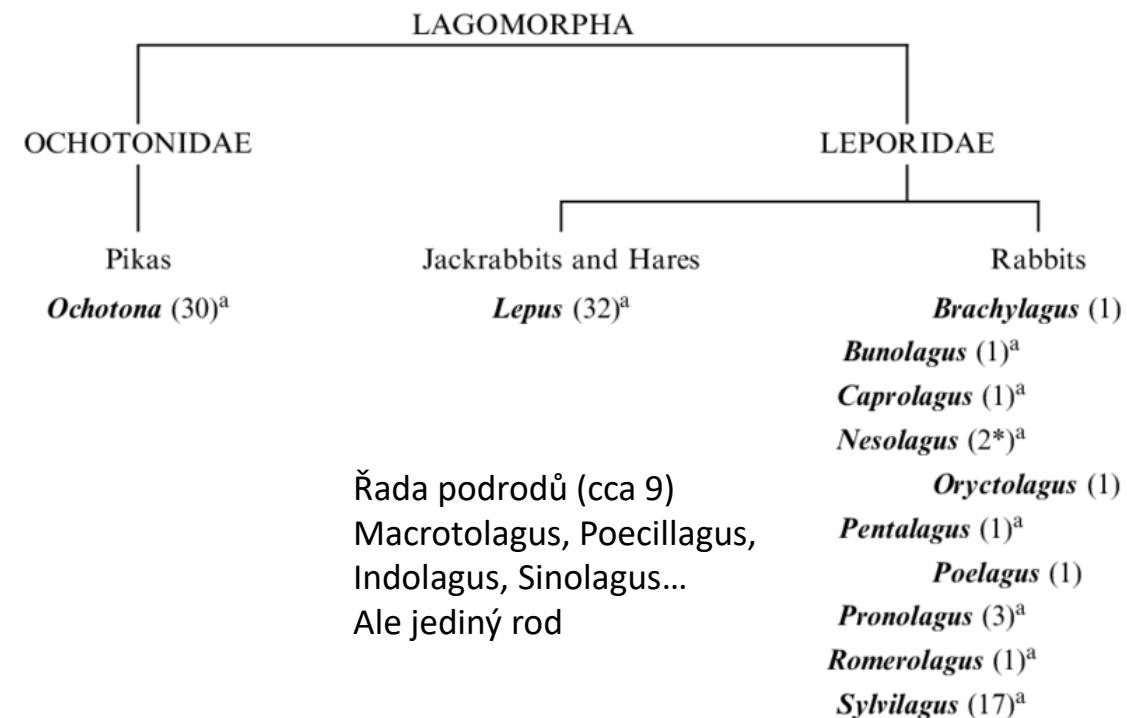 LAGOMORPHA
OCHOTONIDAE
LEPORIDAE
Pikas
Jackrabbits and Hares
Rabbits
Ochotona (30)ᵃ
Lepus (32)ᵃ
Brachylagus (1)
Bunolagus (1)ᵃ
Caprolagus (1)ᵃ
Nesolagus (2*)ᵃ
Oryctolagus (1)
Pentalagus (1)ᵃ
Poelagus (1)
Pronolagus (3)ᵃ
Romerolagus (1)ᵃ
Sylvilagus (17)ᵃ
Řada podrodů (cca 9)
Macrotolagus, Poecillagus,
Indolagus, Sinolagus…
Ale jediný rod